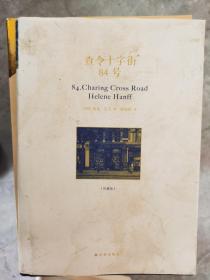 查令十字街
84号
84, Charing Cross Road
Helene Hanff